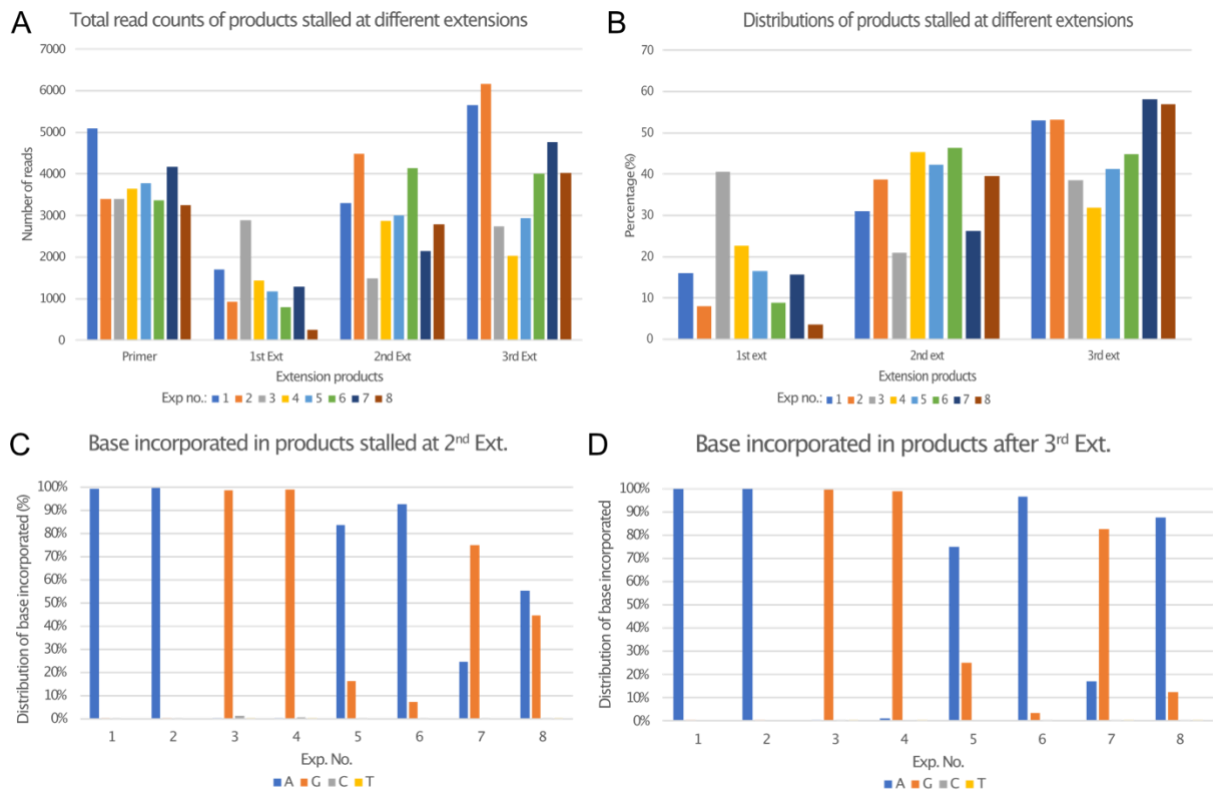 A
Total read counts of products stalled at different extensions
7000
6000
5000
4000
3000
2000
1000
0
Number of reads
Primer
1st Ext
2nd Ext
3rd Ext
Extension products
Exp no.: 1 2 3 4 5 6 7 8
B
Distributions of products stalled at different extensions
70
60
50
40
30
20
10
0
Percentage (%)
1st ext
2nd ext
3rd ext
Extension products
Exp no.: 1 2 3 4 5 6 7 8
C
Base incorporated in products stalled at 2nd Ext.
100%
90%
80%
70%
60%
50%
40%
30%
20%
10%
0%
Distribution of base incorporated (%)
1 2 3 4 5 6 7 8
Exp. No.
A G C T
D
Base incorporated in products after 3rd Ext.
100%
90%
80%
70%
60%
50%
40%
30%
20%
10%
0%
Distribution of base incorporated
1 2 3 4 5 6 7 8
Exp. No.
A G C T